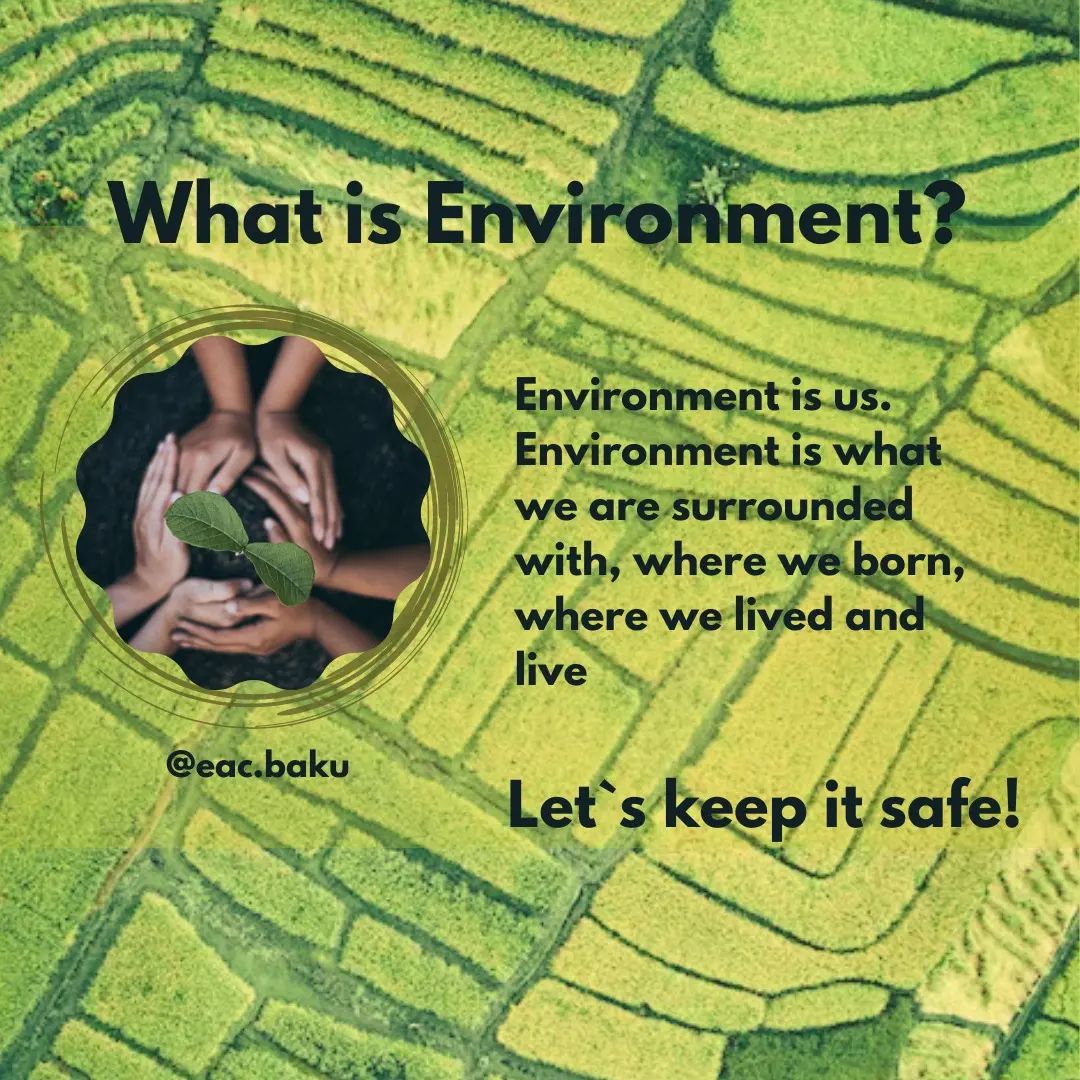 What is Environment?
Environment is us.
Environment is what
we are surrounded
with, where we born,
where we lived and
live
@eac.baku
Let`s keep it safe!